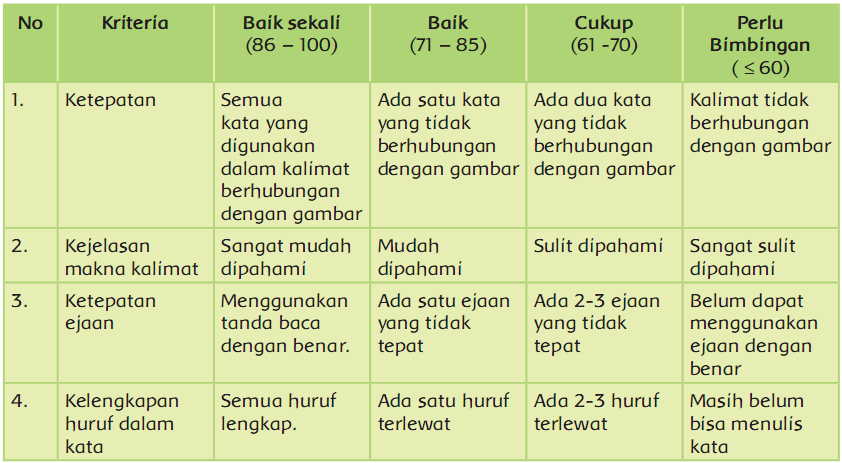 No
Kriteria
Baik sekali
(86 – 100)
Baik
(71 – 85)
Cukup
(61 -70)
Perlu
Bimbingan
( ≤ 60)
1.
Ketepatan
Semua
kata yang
digunakan
dalam kalimat
berhubungan
dengan gambar
Ada satu kata
yang tidak
berhubungan
dengan gambar
Ada dua kata
yang tidak
berhubungan
dengan gambar
Kalimat tidak
berhubungan
dengan gambar
2.
Kejelasan
makna kalimat
Sangat mudah
dipahami
Mudah
dipahami
Sulit dipahami
Sangat sulit
dipahami
3.
Ketepatan
ejaan
Menggunakan
tanda baca
dengan benar.
Ada satu ejaan
yang tidak
tepat
Ada 2-3 ejaan
yang tidak
tepat
Belum dapat
menggunakan
ejaan dengan
benar
4.
Kelengkapan
huruf dalam
kata
Semua huruf
lengkap.
Ada satu huruf
terlewat
Ada 2-3 huruf
terlewat
Masih belum
bisa menulis
kata